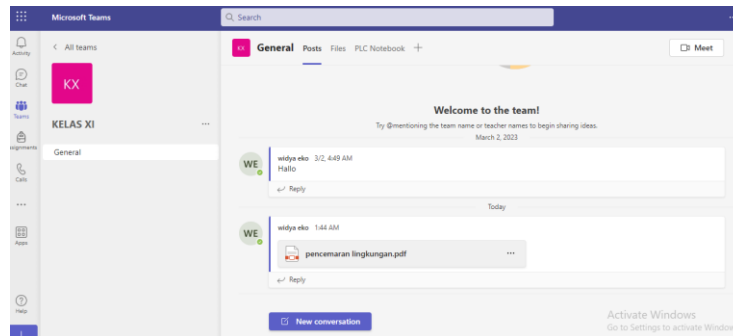 Microsoft Teams
Search
Activity
Chat
Teams
ssignments
Calls
Apps
Help
All teams
KX
KELAS XI
General
KX General Posts Files PLC Notebook
Meet
Welcome to the team!
Try @mentioning the team name or teacher names to begin sharing ideas.
March 2, 2023
WE
widya eko 3/2, 4:49 AM
Hallo
Reply
Today
WE
widya eko 1:44 AM
pencemaran lingkungan.pdf
Reply
New conversation
Activate Windows
Go to Settings to activate Window